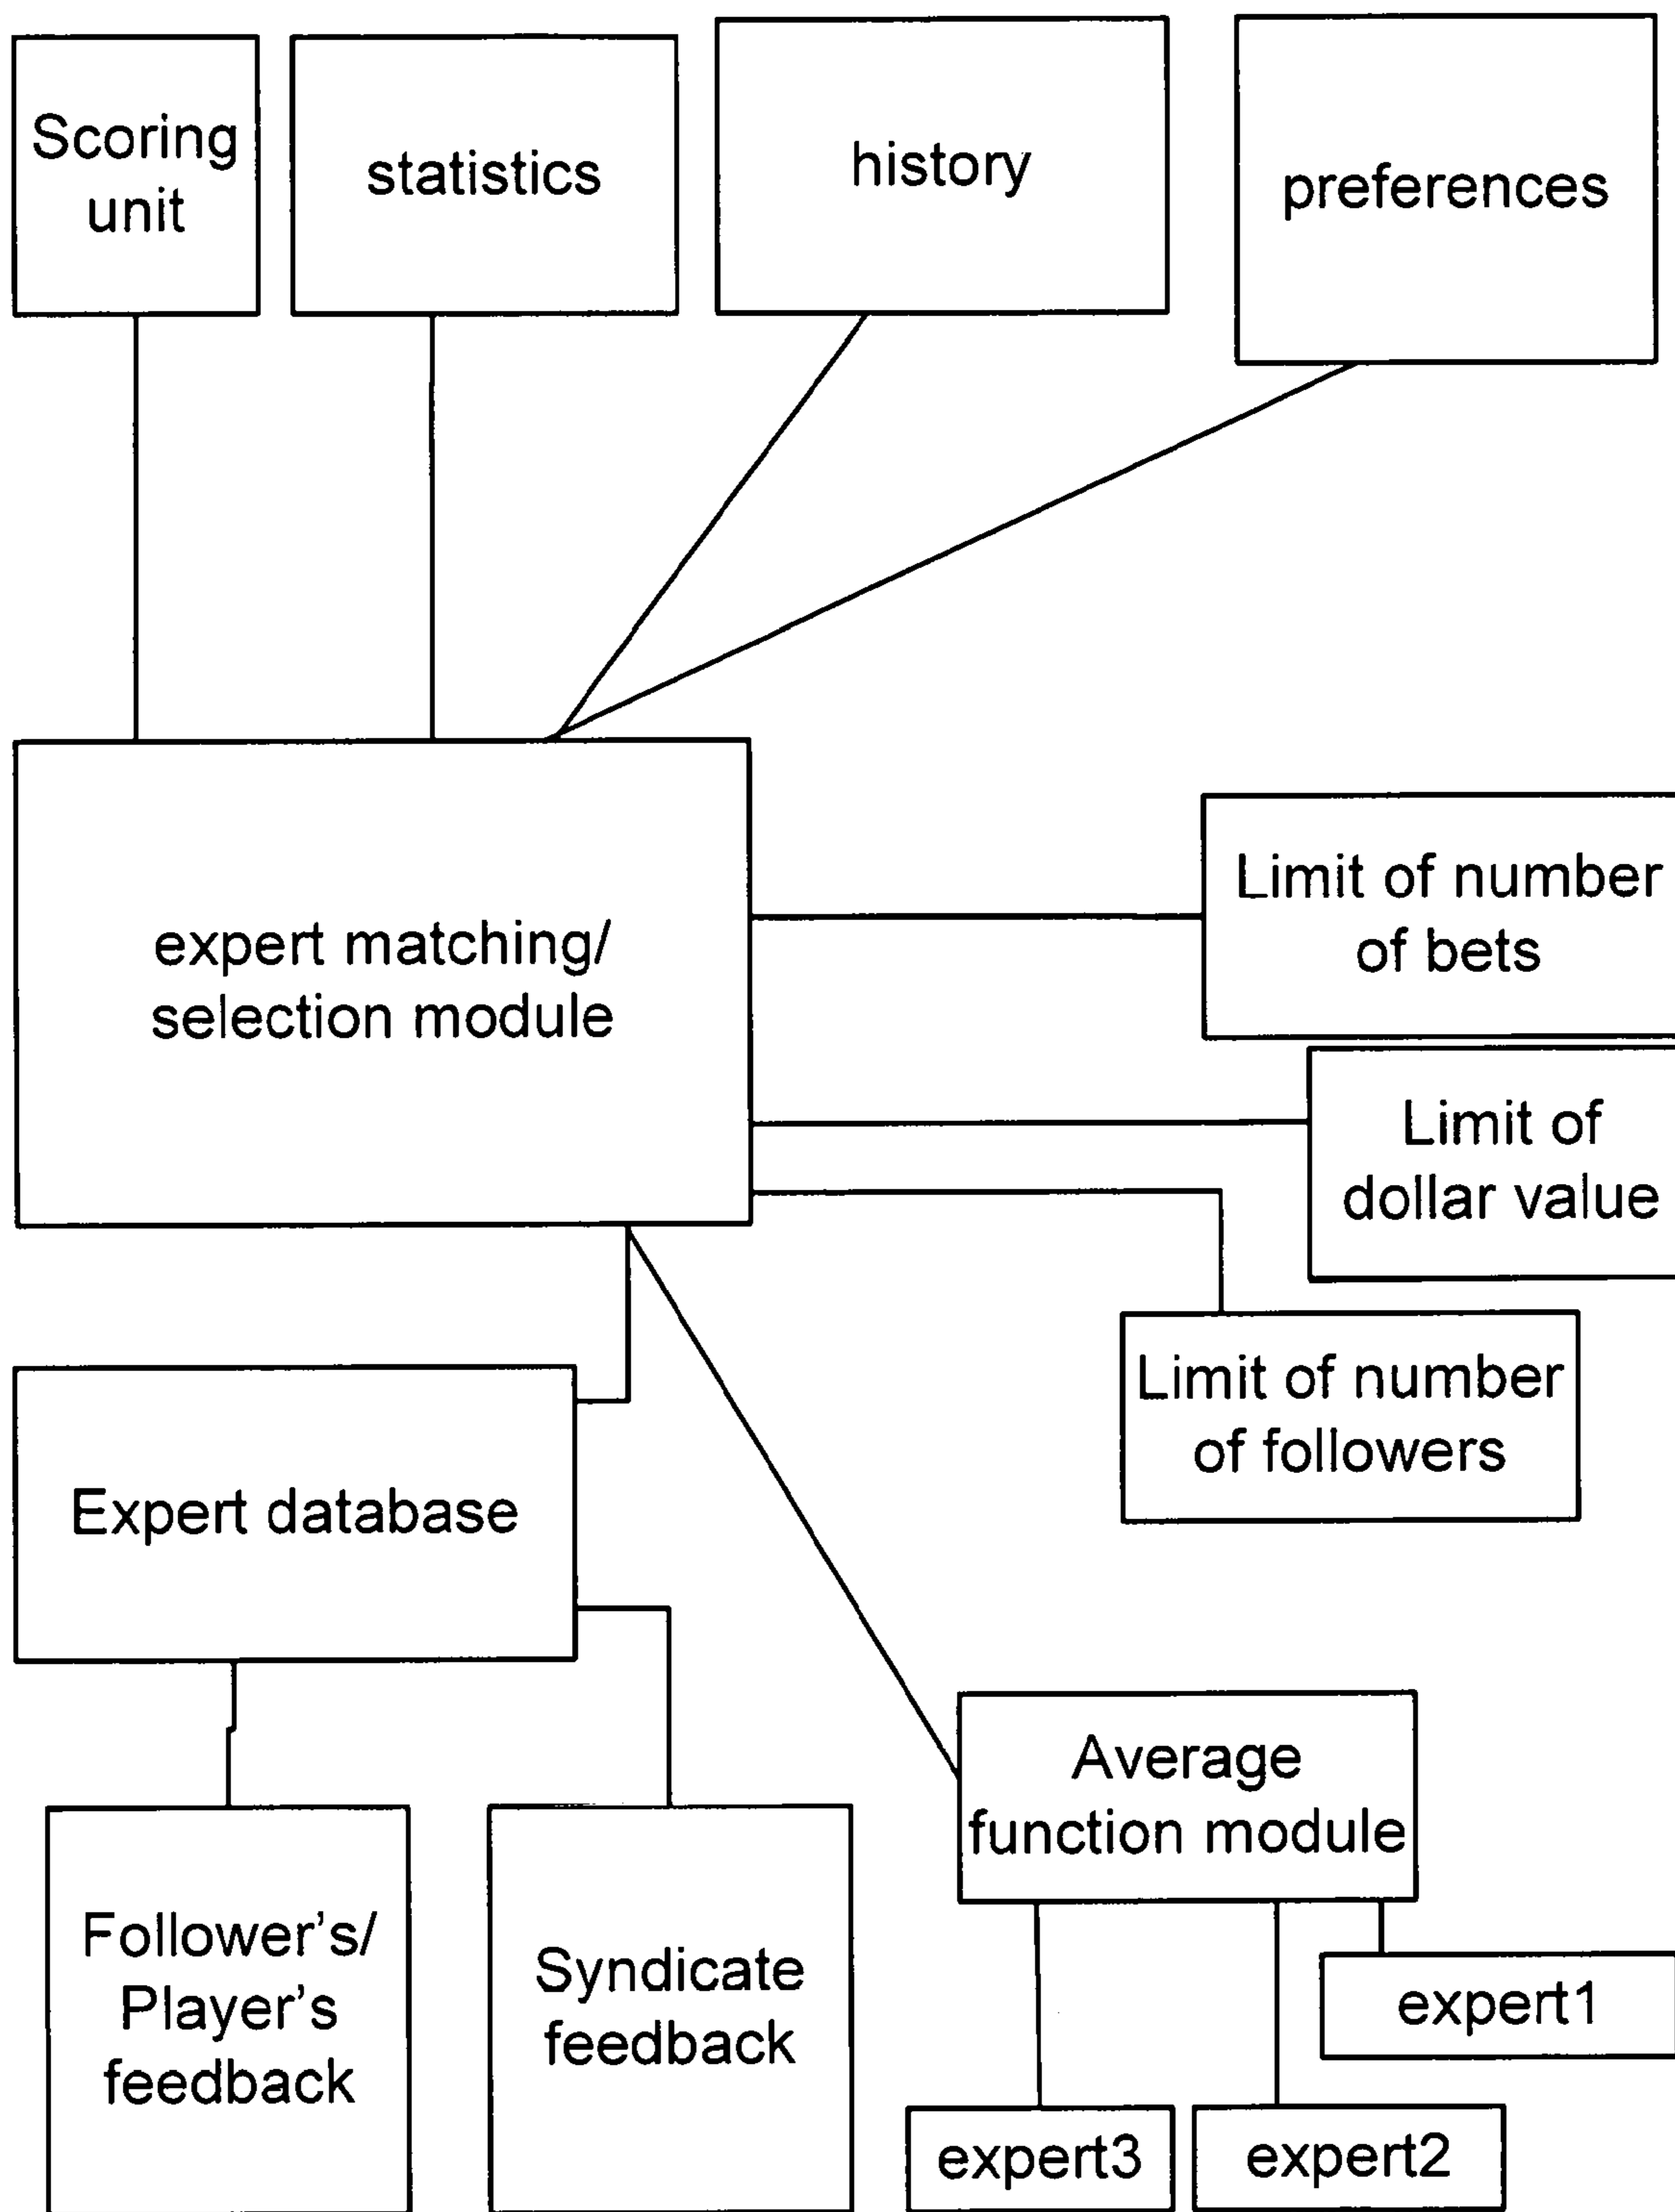 Scoring
unit
statistics
history
preferences
expert matching/
selection module
Limit of number
of bets
Limit of
dollar value
Limit of number
of followers
Expert database
Average
function module
Follower's/
Player's
feedback
Syndicate
feedback
expert1
expert3
expert2